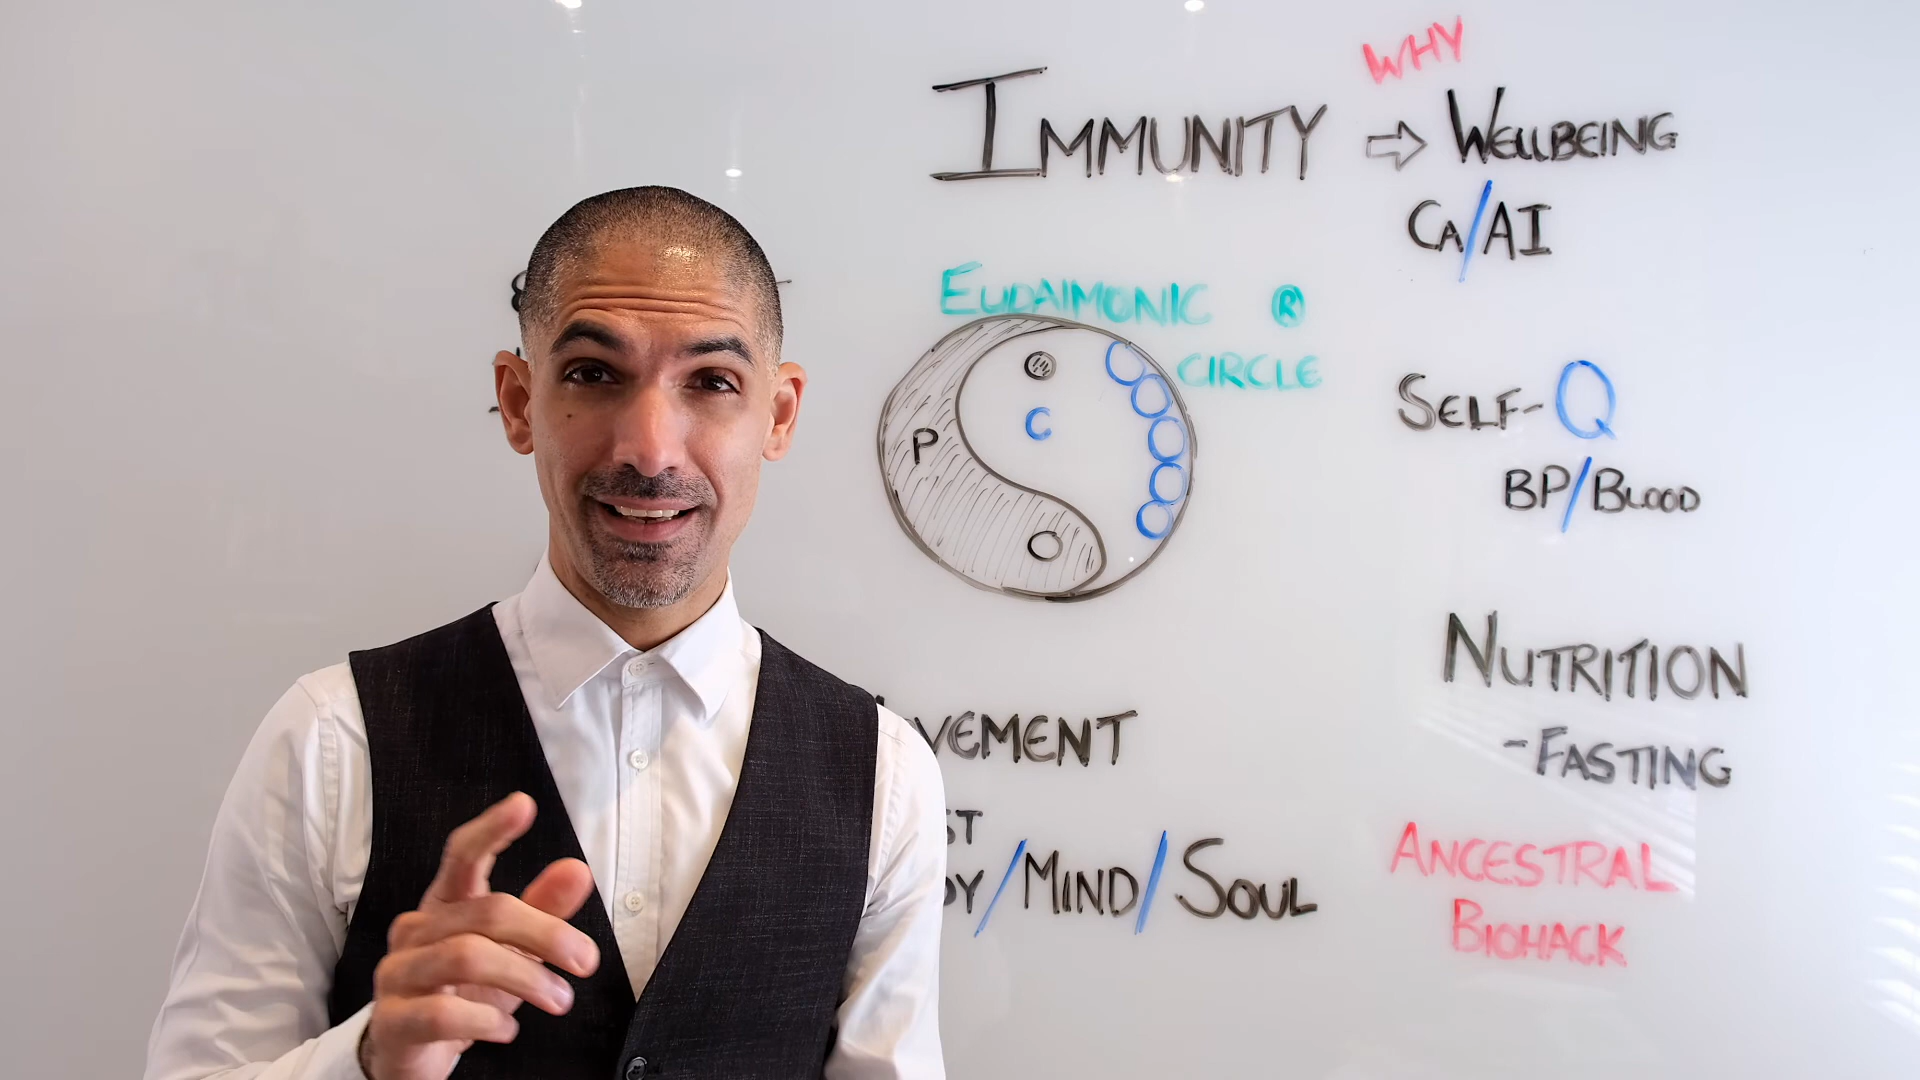 WHY
IMMUNITY ⇨ WELLBEING
CA/AI
EUDAIMONIC ®
CIRCLE
P
C
SELF-Q
BP/BLOOD
NUTRITION
-FASTING
VEMENT
ST
DY/MIND/SOUL
ANCESTRAL
BIOHACK